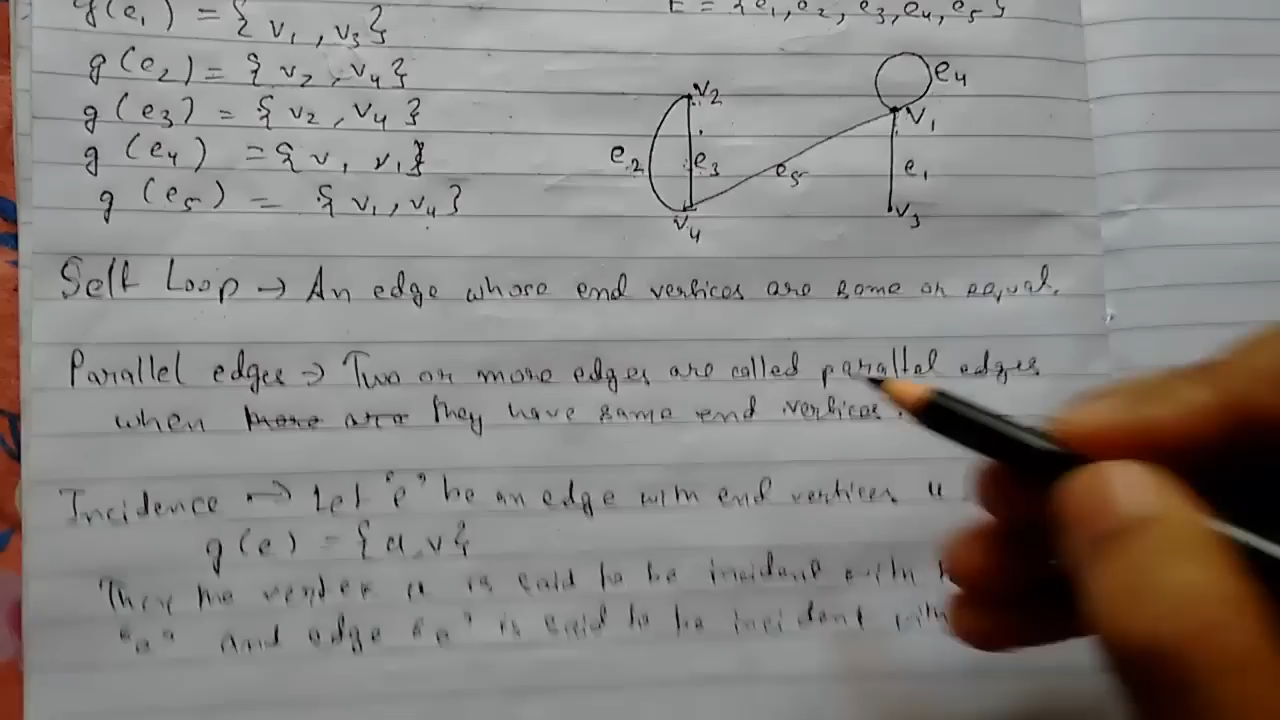 g(e₁) = { v₁, v₃}
E = {e₁, e₂, e₃, e₄, e₅}
g(e₂) = { v₂, v₄}
g(e₃) = { v₂, v₄}
g(e₄) = { v₁ v₁}
g(e₅) = { v₁, v₄}
e₄
v₂
v₁
e₂
e₃
e₅
e₁
v₄
v₃
Self Loop → An edge whose end vertices are same or equal.
Parallel edges → Two or more edges are called parallel edges
when they have same end vertices.
Incidence → Let "e" be an edge with end vertices u
g(e) = {u, v}
Then the vertex u is said to be incident with
"e" and edge "e" is said to be incident with